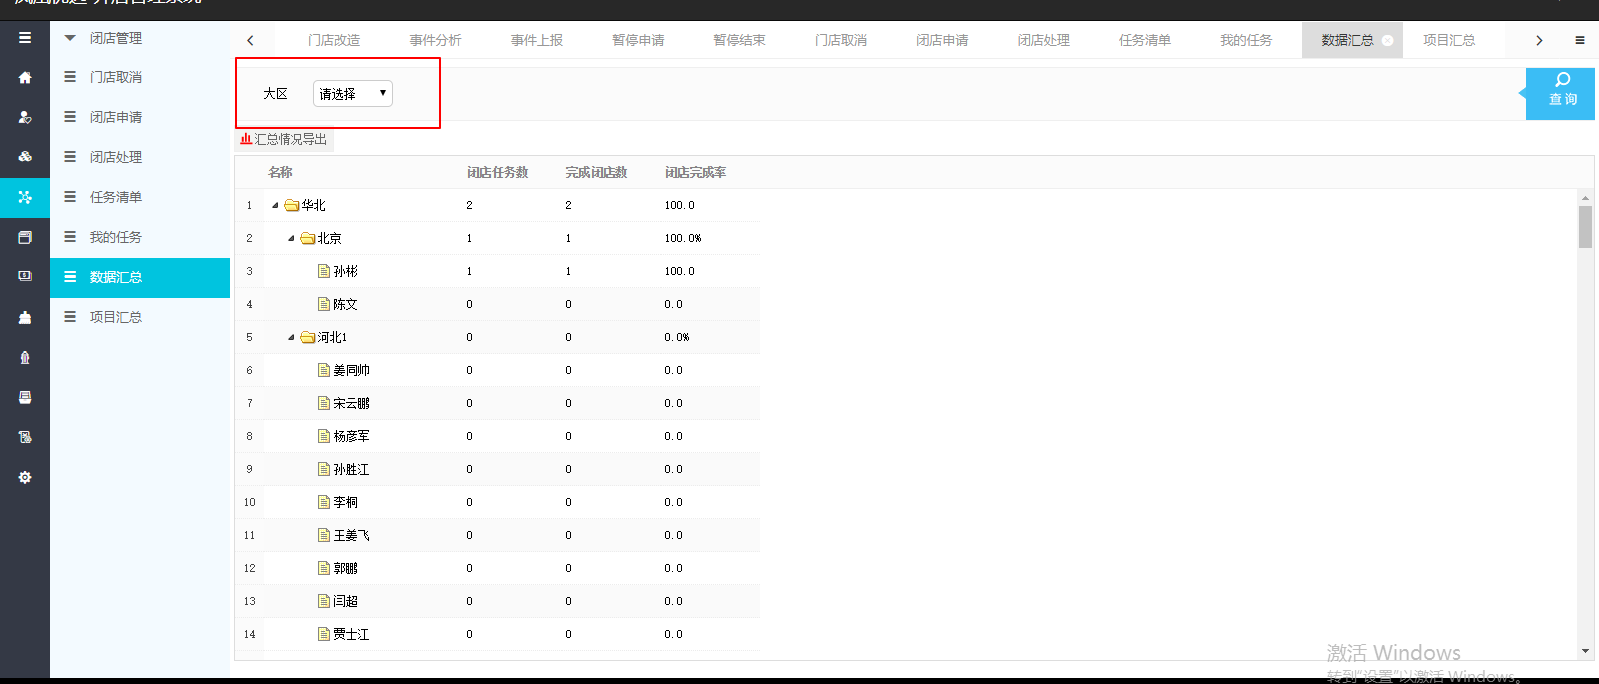 闭店管理
门店取消
闭店申请
闭店处理
任务清单
我的任务
数据汇总
项目汇总
门店改造 事件分析 事件上报 暂停申请 暂停结束 门店取消 闭店申请 闭店处理 任务清单 我的任务 数据汇总 项目汇总
大区 请选择
查询
汇总情况导出
名称 闭店任务数 完成闭店数 闭店完成率
1 华北 2 2 100.0
2 北京 1 1 100.0%
3 孙彬 1 1 100.0
4 陈文 0 0 0.0
5 河北1 0 0 0.0%
6 姜同帅 0 0 0.0
7 宋云鹏 0 0 0.0
8 杨彦军 0 0 0.0
9 孙胜江 0 0 0.0
10 李桐 0 0 0.0
11 王姜飞 0 0 0.0
12 郭鹏 0 0 0.0
13 闫超 0 0 0.0
14 贾士江 0 0 0.0
激活 Windows
转到"设置"以激活 Windows。